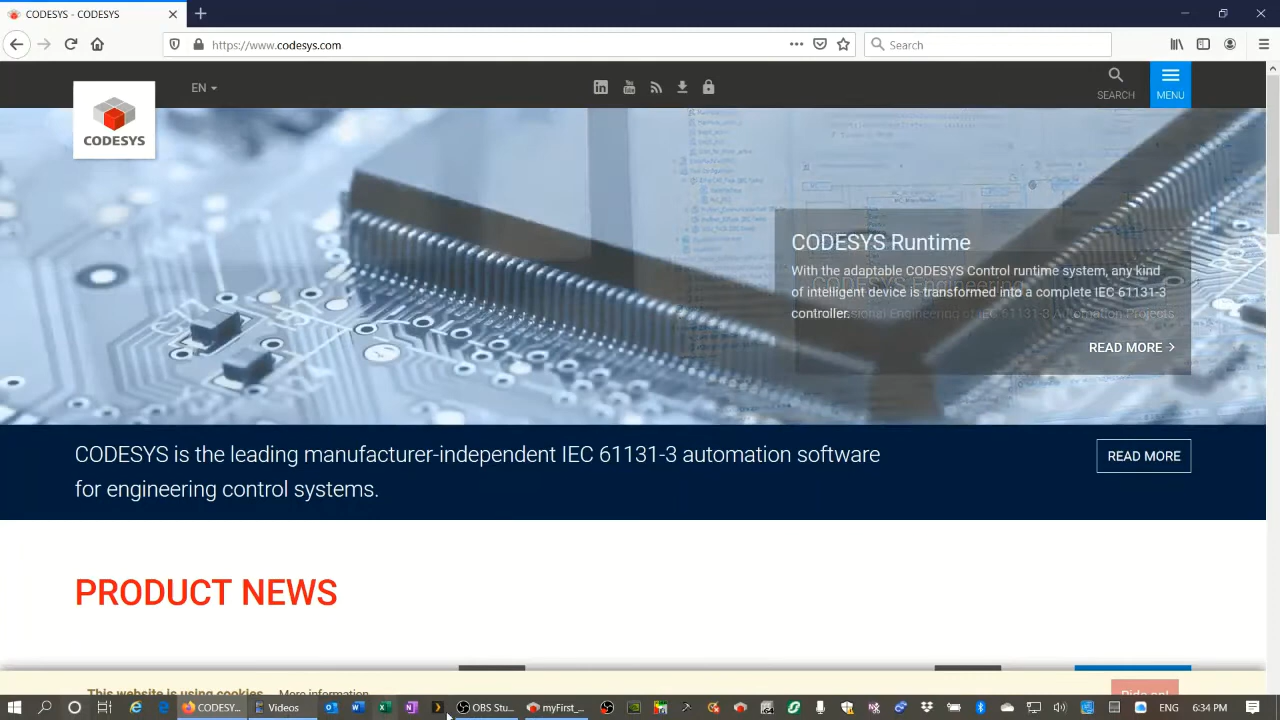 CODESYS - CODESYS
https://www.codesys.com
Search
EN
SEARCH
MENU
CODESYS
CODESYS Runtime
With the adaptable CODESYS Control runtime system, any kind
of intelligent device is transformed into a complete IEC 61131-3
controller.
READ MORE
CODESYS is the leading manufacturer-independent IEC 61131-3 automation software
for engineering control systems.
READ MORE
PRODUCT NEWS
This website is using cookies. More information
CODESY...
Videos
OBS Stu...
myFirst_...
6:34 PM